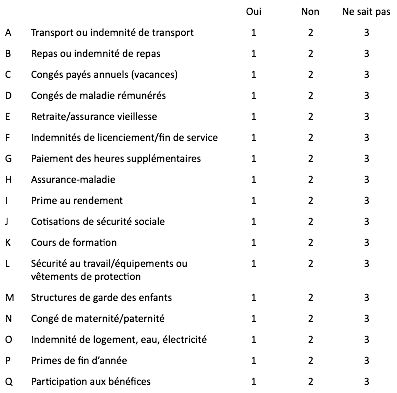 Oui Non Ne sait pas
A Transport ou indemnité de transport 1 2 3
B Repas ou indemnité de repas 1 2 3
C Congés payés annuels (vacances) 1 2 3
D Congés de maladie rémunérés 1 2 3
E Retraite/assurance vieillesse 1 2 3
F Indemnités de licenciement/fin de service 1 2 3
G Paiement des heures supplémentaires 1 2 3
H Assurance-maladie 1 2 3
I Prime au rendement 1 2 3
J Cotisations de sécurité sociale 1 2 3
K Cours de formation 1 2 3
L Sécurité au travail/équipements ou 1 2 3
vêtements de protection
M Structures de garde des enfants 1 2 3
N Congé de maternité/paternité 1 2 3
O Indemnité de logement, eau, électricité 1 2 3
P Primes de fin d'année 1 2 3
Q Participation aux bénéfices 1 2 3